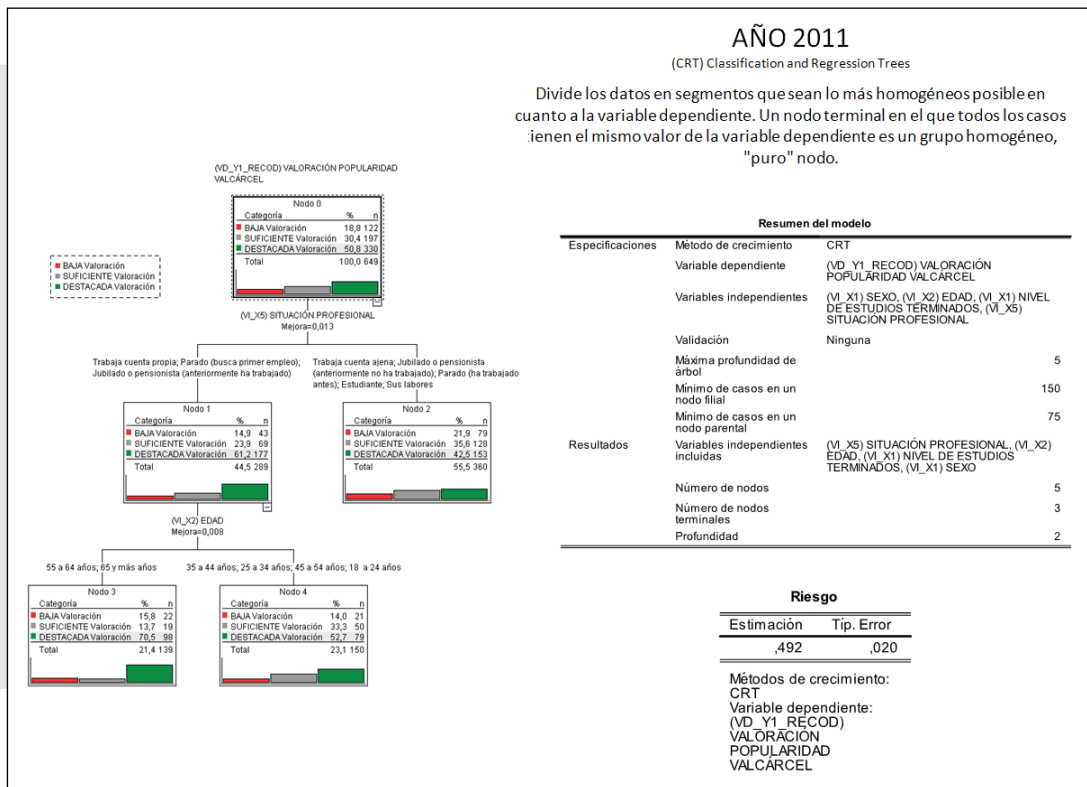 AÑO 2011
(CRT) Classification and Regression Trees
Divide los datos en segmentos que sean lo más homogéneos posible en
cuanto a la variable dependiente. Un nodo terminal en el que todos los casos
tienen el mismo valor de la variable dependiente es un grupo homogéneo,
"puro" nodo.
(VD_Y1_RECOD) VALORACIÓN POPULARIDAD
VALCÁRCEL
Nodo 0
Categoría % n
BAJA Valoración 18,8 122
SUFICIENTE Valoración 30,4 197
DESTACADA Valoración 50,8 330
Total 100,0 649
BAJA Valoración
SUFICIENTE Valoración
DESTACADA Valoración
(VI_X5) SITUACIÓN PROFESIONAL
Mejora=0,013
Trabaja cuenta propia; Parado (busca primer empleo);
Jubilado o pensionista (anteriormente ha trabajado)
Trabaja cuenta ajena; Jubilado o pensionista
(anteriormente no ha trabajado); Parado (ha trabajado
antes); Estudiante; Sus labores
Nodo 1
Categoría % n
BAJA Valoración 14,9 43
SUFICIENTE Valoración 23,9 69
DESTACADA Valoración 61,2 177
Total 44,5 289
Nodo 2
Categoría % n
BAJA Valoración 21,9 79
SUFICIENTE Valoración 35,6 128
DESTACADA Valoración 42,5 153
Total 55,5 360
(VI_X2) EDAD
Mejora=0,008
55 a 64 años; 65 y más años
35 a 44 años; 25 a 34 años; 45 a 54 años; 18 a 24 años
Nodo 3
Categoría % n
BAJA Valoración 15,8 22
SUFICIENTE Valoración 13,7 19
DESTACADA Valoración 70,5 98
Total 21,4 139
Nodo 4
Categoría % n
BAJA Valoración 14,0 21
SUFICIENTE Valoración 33,3 50
DESTACADA Valoración 52,7 79
Total 23,1 150
Resumen del modelo
Especificaciones Método de crecimiento CRT
Variable dependiente (VD_Y1_RECOD) VALORACIÓN
POPULARIDAD VALCÁRCEL
Variables independientes (VI_X1) SEXO, (VI_X2) EDAD, (VI_X1) NIVEL
DE ESTUDIOS TERMINADOS, (VI_X5)
SITUACIÓN PROFESIONAL
Validación Ninguna
Máxima profundidad de
árbol 5
Mínimo de casos en un
nodo filial 150
Mínimo de casos en un
nodo parental 75
Resultados Variables independientes
incluidas (VI_X5) SITUACIÓN PROFESIONAL, (VI_X2)
EDAD, (VI_X1) NIVEL DE ESTUDIOS
TERMINADOS, (VI_X1) SEXO
Número de nodos 5
Número de nodos
terminales 3
Profundidad 2
Riesgo
Estimación Típ. Error
,492 ,020
Métodos de crecimiento:
CRT
Variable dependiente:
(VD_Y1_RECOD)
VALORACIÓN
POPULARIDAD
VALCÁRCEL